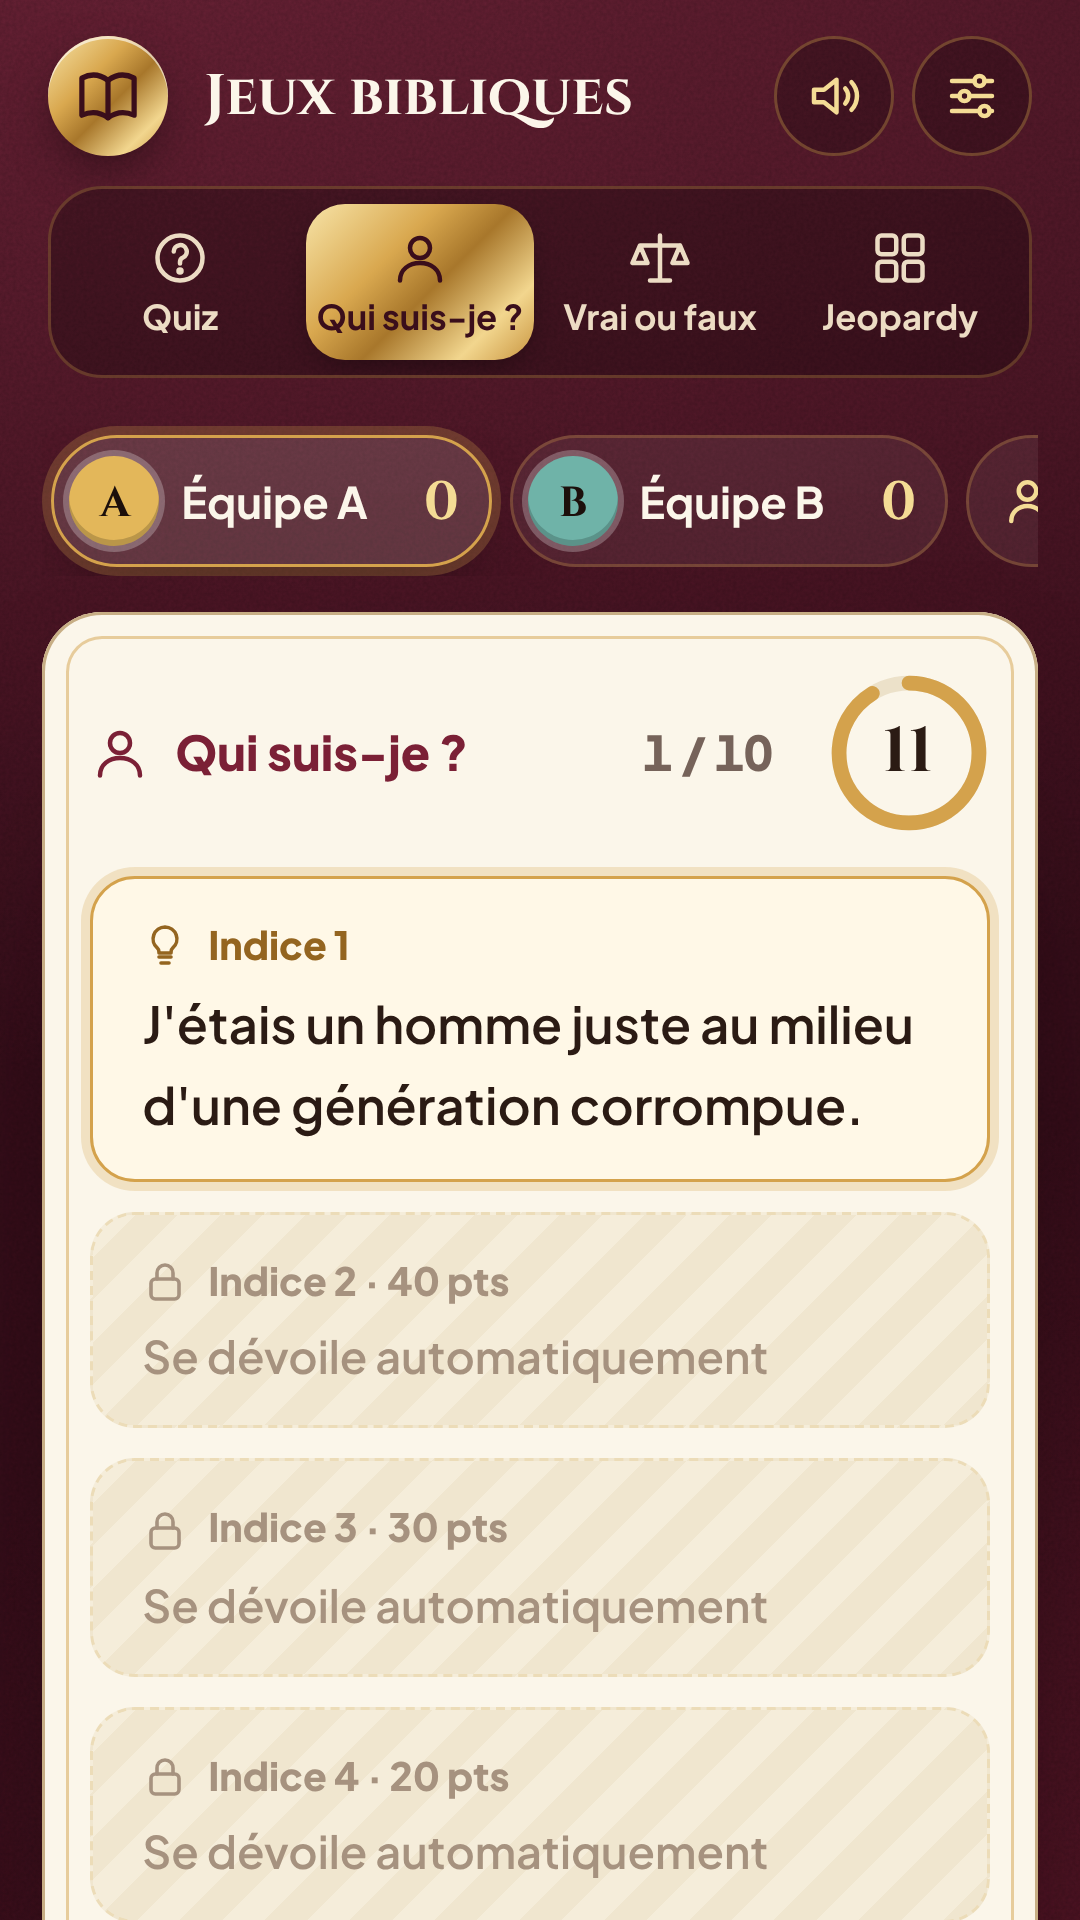 Jeux bibliques
Quiz
Qui suis-je ?
Vrai ou faux
Jeopardy
A Équipe A 0
B Équipe B 0
Qui suis-je ? 1 / 10 11
Indice 1
J'étais un homme juste au milieu
d'une génération corrompue.
Indice 2 · 40 pts
Se dévoile automatiquement
Indice 3 · 30 pts
Se dévoile automatiquement
Indice 4 · 20 pts
Se dévoile automatiquement